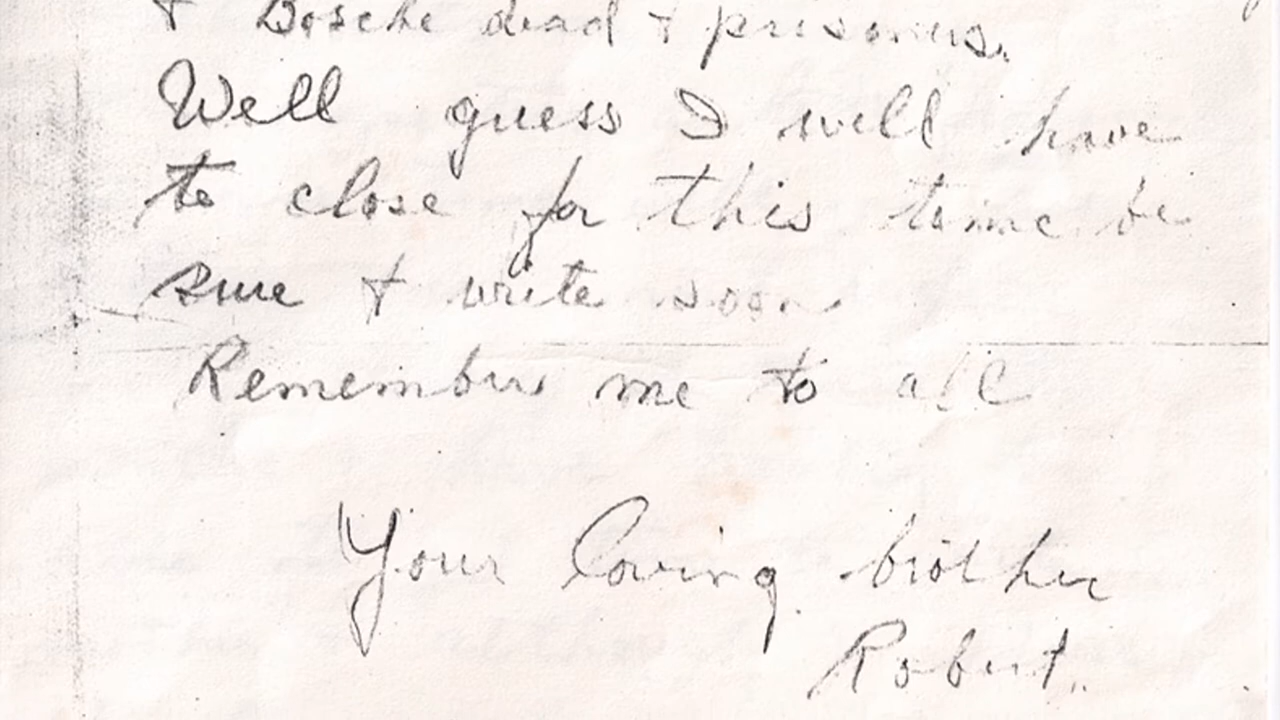 + Bosche dead + prisoners.
Well guess I will have
to close for this time be
sure + write soon
Remember me to all
Your loving brother
Robert.